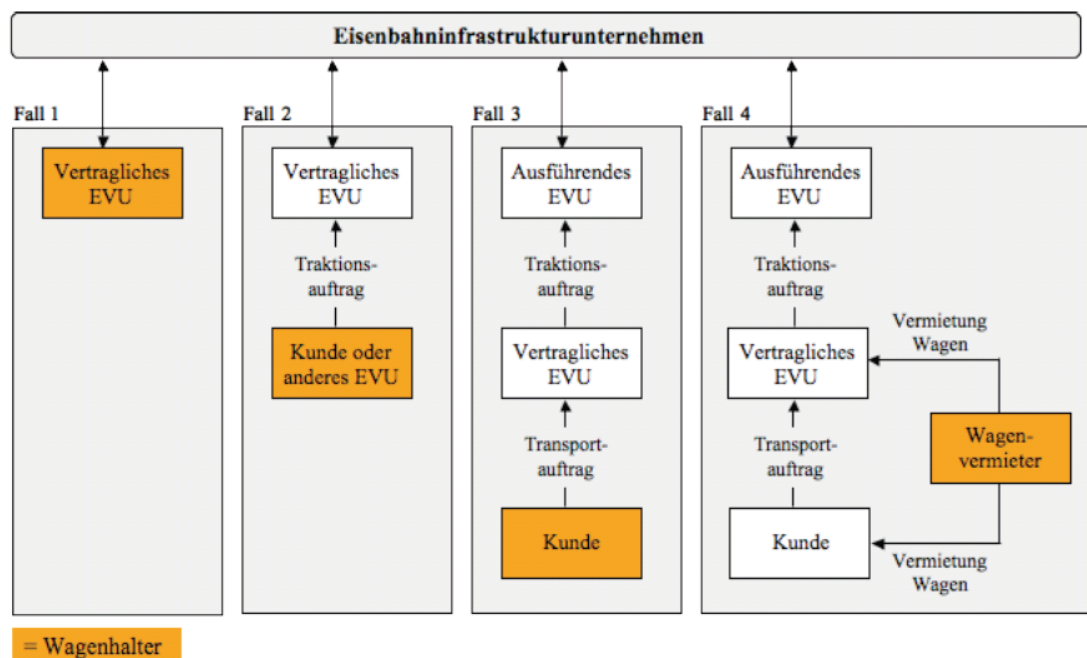 Eisenbahninfrastrukturunternehmen
Fall 1
Vertragliches
EVU
Fall 2
Vertragliches
EVU
Traktions-
auftrag
Kunde oder
anderes EVU
Fall 3
Ausführendes
EVU
Traktions-
auftrag
Vertragliches
EVU
Transport-
auftrag
Kunde
Fall 4
Ausführendes
EVU
Traktions-
auftrag
Vertragliches
EVU
Transport-
auftrag
Kunde
Vermietung
Wagen
Wagen-
vermieter
Vermietung
Wagen
= Wagenhalter